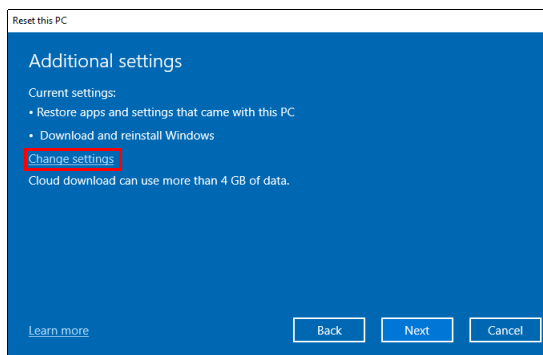 Reset this PC
Additional settings
Current settings:
• Restore apps and settings that came with this PC
• Download and reinstall Windows
Change settings
Cloud download can use more than 4 GB of data.
Learn more
Back
Next
Cancel